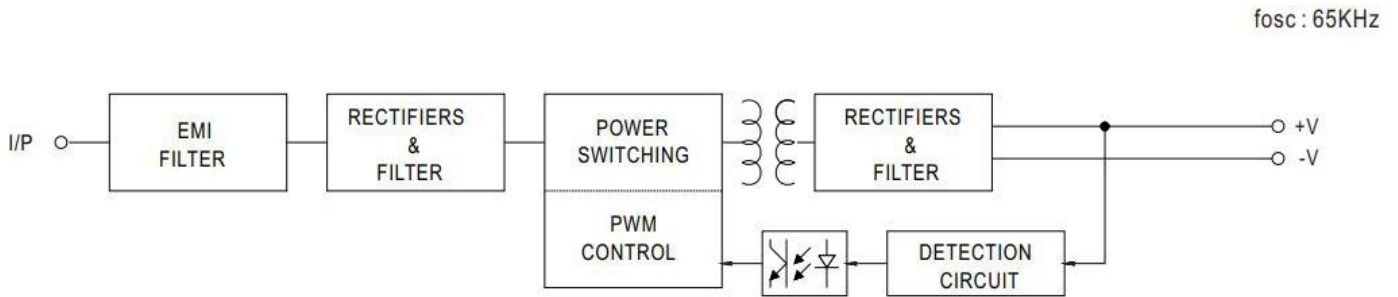 fosc : 65KHz
I/P
EMI
FILTER
RECTIFIERS
&
FILTER
POWER
SWITCHING
PWM
CONTROL
RECTIFIERS
&
FILTER
+V
-V
DETECTION
CIRCUIT